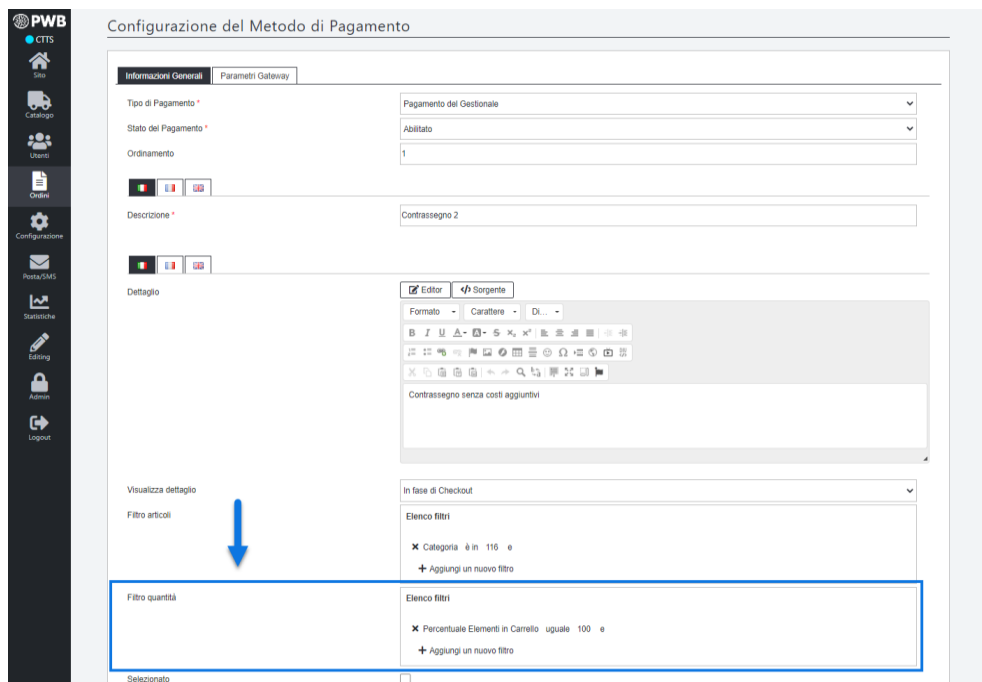 PWB
CTTS
Sito
Catalogo
Utenti
Ordini
Configurazione
Posta/SMS
Statistiche
Editing
Admin
Logout
Configurazione del Metodo di Pagamento
Informazioni Generali
Parametri Gateway
Tipo di Pagamento *
Pagamento del Gestionale
Stato del Pagamento *
Abilitato
Ordinamento
1
Descrizione *
Contrassegno 2
Dettaglio
Editor
Sorgente
Formato
Carattere
Di...
Contrassegno senza costi aggiuntivi
Visualizza dettaglio
In fase di Checkout
Filtro articoli
Elenco filtri
Categoria è in 116 e
Aggiungi un nuovo filtro
Filtro quantità
Elenco filtri
Percentuale Elementi in Carrello uguale 100 e
Aggiungi un nuovo filtro
Selezionato